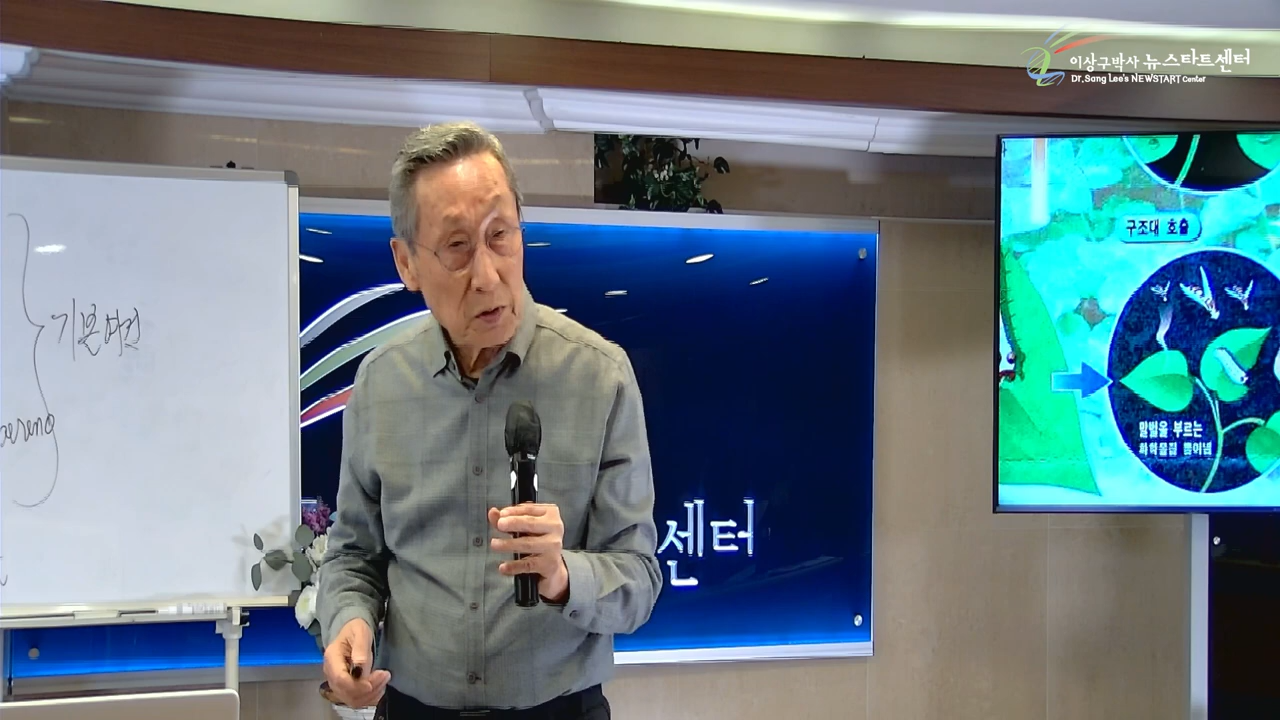 이상구박사 뉴스타트센터
Dr. Sang Lee's NEWSTART Center
구조대 호출
말벌을 부르는
화학물질 뿜어냄
기본여건
센터